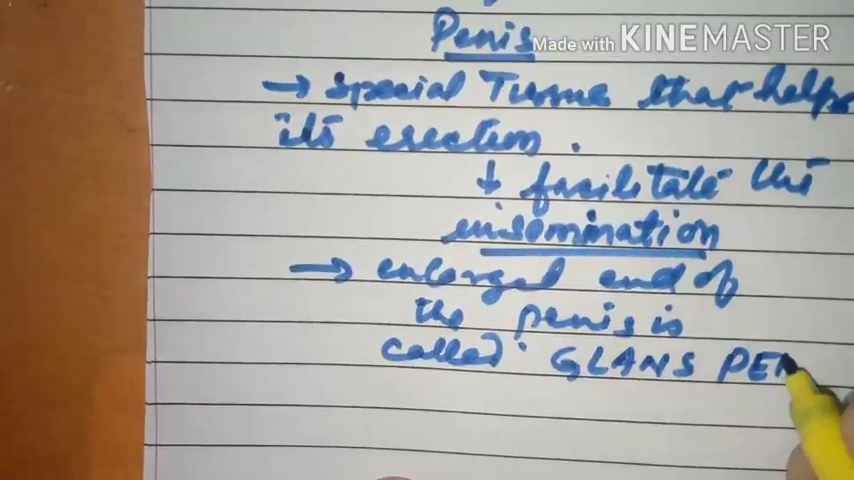 Penis
Made with KINEMASTER
→ special Tissue that helps
its erection.
↓ facilitate the
insemination
→ enlarged end of
the penis is
called GLANS PEN